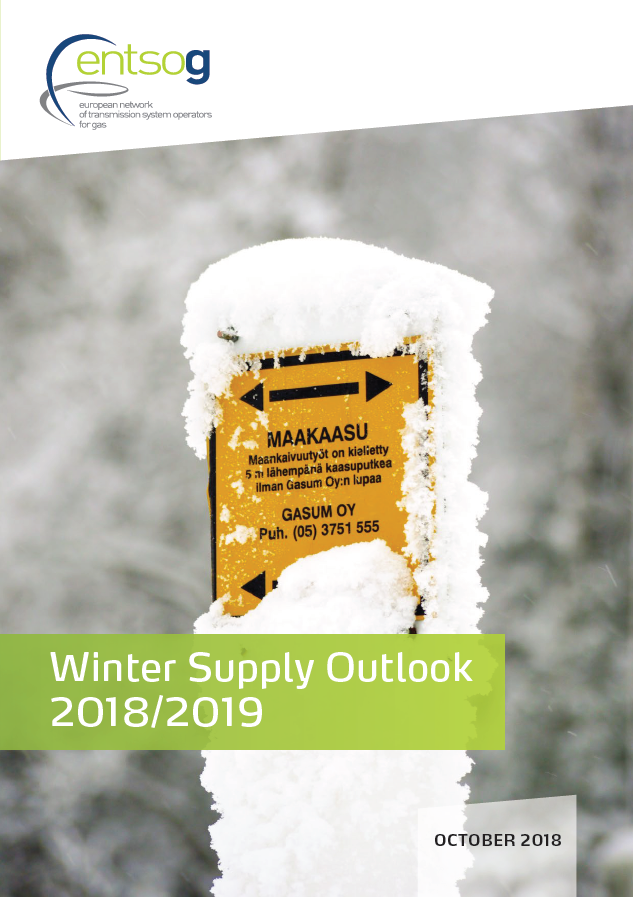 entsog
european network
of transmission system operators
for gas
MAAKAASU
Maankaivuutyöt on kielletty
5 m lähempänä kaasuputkea
ilman Gasum Oy:n lupaa
GASUM OY
Puh. (05) 3751 555
Winter Supply Outlook
2018/2019
OCTOBER 2018